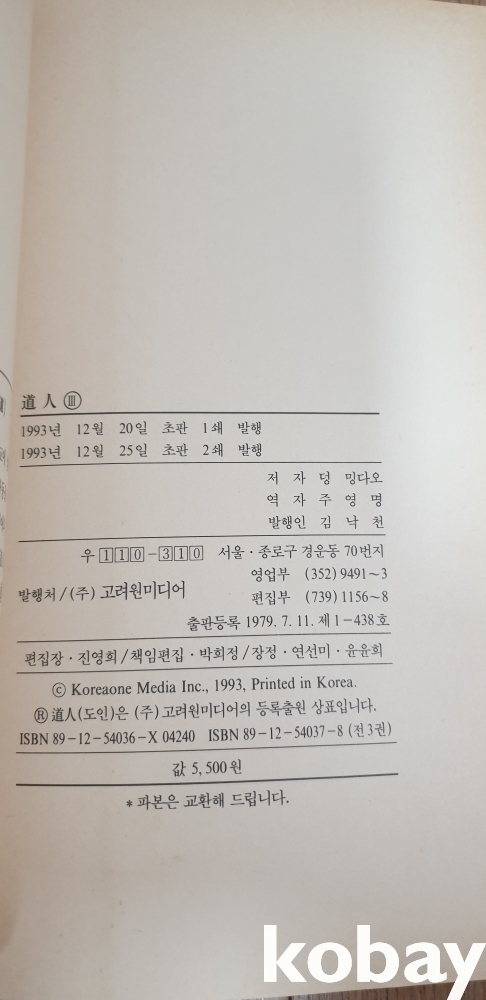 道人 Ⅲ
1993년 12월 20일 초판 1쇄 발행
1993년 12월 25일 초판 2쇄 발행
저 자 덩 밍다오
역 자 주 영 명
발행인 김 낙 천
우 110-310 서울·종로구 경운동 70번지
영업부 (352) 9491~3
발행처/(주) 고려원미디어
편집부 (739) 1156~8
출판등록 1979. 7. 11. 제 1-438호
편집장·진영희/책임편집·박희정/장정·연선미·윤윤희
ⓒ Koreaone Media Inc., 1993, Printed in Korea.
Ⓡ 道人(도인)은 (주)고려원미디어의 등록출원 상표입니다.
ISBN 89-12-54036-X 04240 ISBN 89-12-54037-8 (전3권)
값 5,500원
* 파본은 교환해 드립니다.
kobay